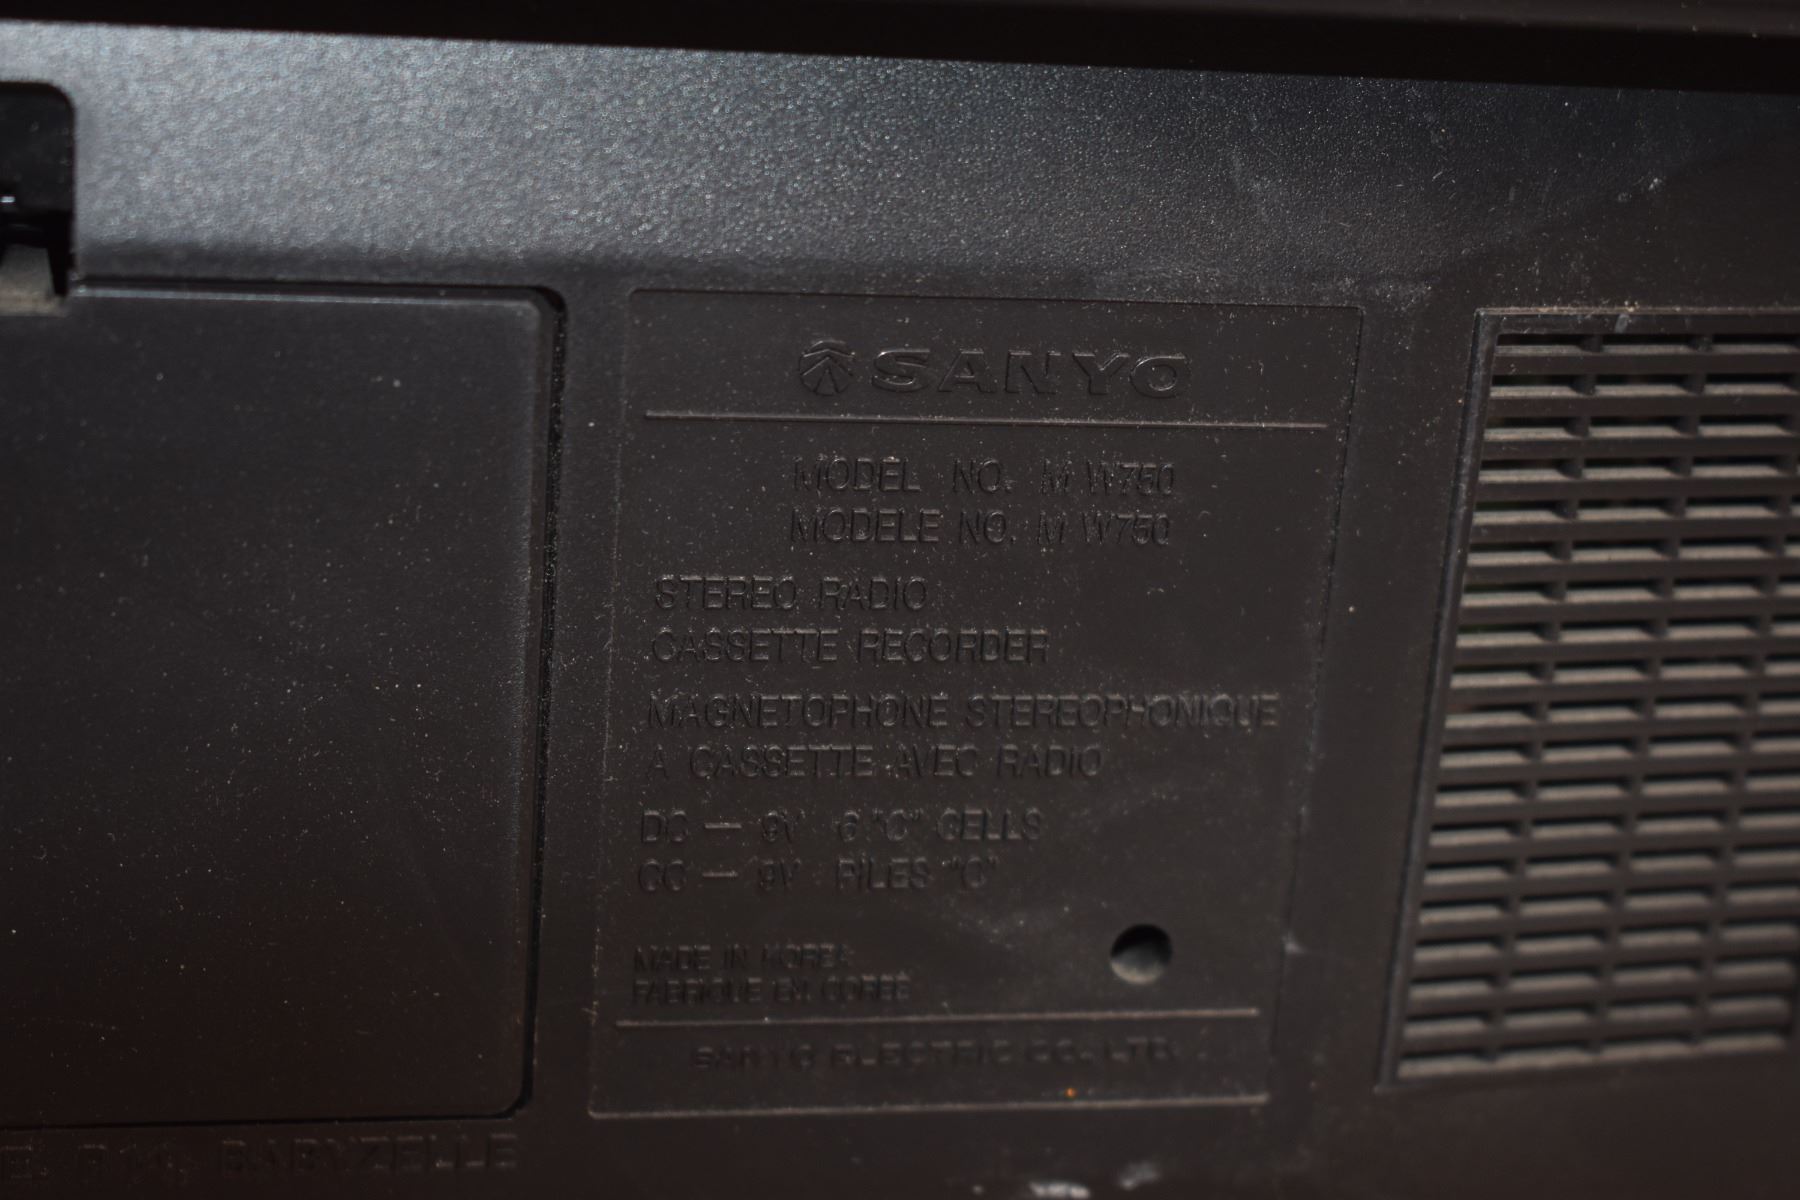 SANYO
MODEL NO. M W750
MODELE NO. M W750
STEREO RADIO
CASSETTE RECORDER
MAGNETOPHONE STEREOPHONIQUE
A CASSETTE AVEC RADIO
DC — 9V 6 "C" CELLS
CC — 9V PILES "C"
MADE IN KOREA
FABRIQUE EN COREE
SANYO ELECTRIC CO., LTD.
BABYZELLE